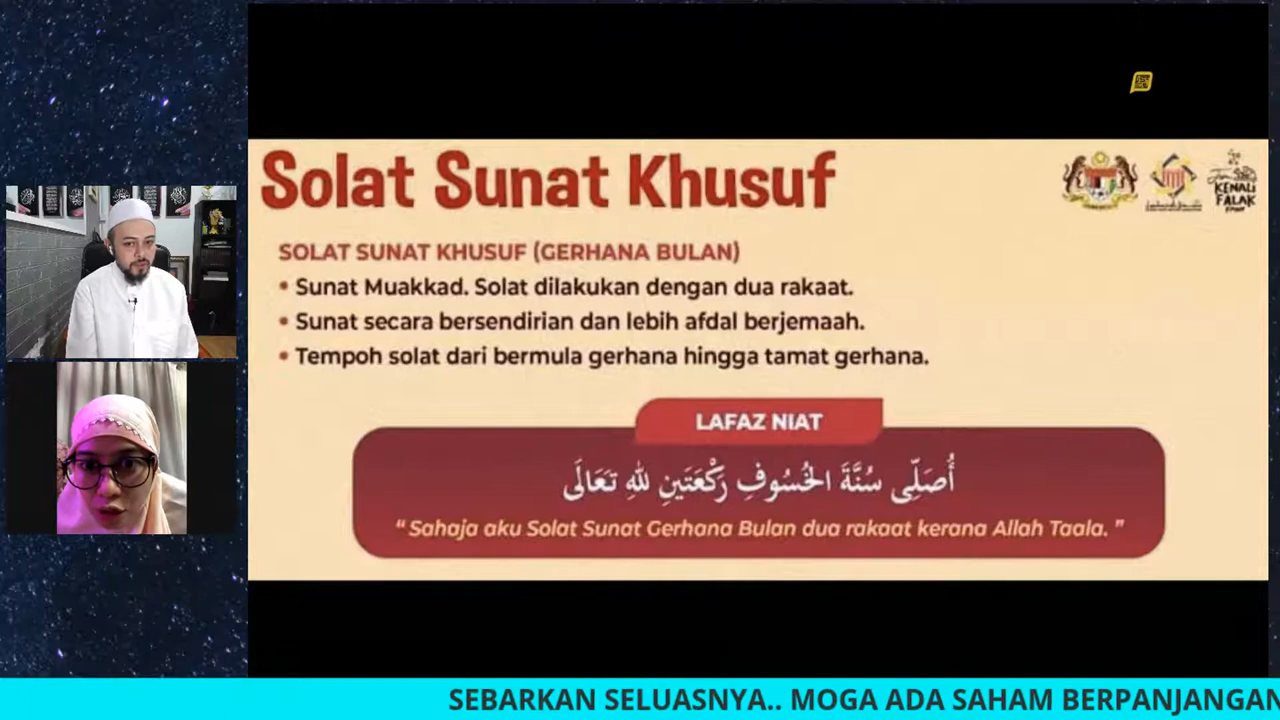 Solat Sunat Khusuf
KENALI
FALAK
SOLAT SUNAT KHUSUF (GERHANA BULAN)
• Sunat Muakkad. Solat dilakukan dengan dua rakaat.
• Sunat secara bersendirian dan lebih afdal berjemaah.
• Tempoh solat dari bermula gerhana hingga tamat gerhana.
LAFAZ NIAT
أُصَلِّى سُنَّةَ الخُسُوفِ رَكْعَتَينِ لِلَّهِ تَعَالَى
“ Sahaja aku Solat Sunat Gerhana Bulan dua rakaat kerana Allah Taala. ”
SEBARKAN SELUASNYA.. MOGA ADA SAHAM BERPANJANGAN